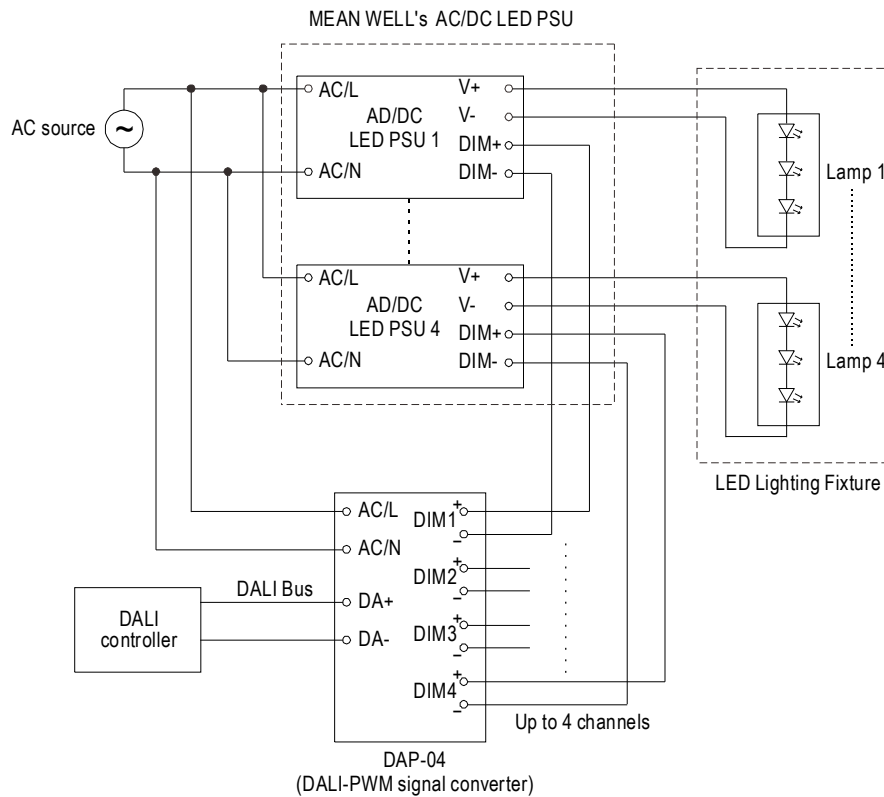 MEAN WELL's AC/DC LED PSU
AC source
~
AC/L
AD/DC
LED PSU 1
AC/N
V+
V-
DIM+
DIM-
Lamp 1
AC/L
AD/DC
LED PSU 4
AC/N
V+
V-
DIM+
DIM-
Lamp 4
LED Lighting Fixture
AC/L
AC/N
DA+
DA-
DIM1
+
−
DIM2
+
−
DIM3
+
−
DIM4
+
−
DALI Bus
DALI
controller
Up to 4 channels
DAP-04
(DALI-PWM signal converter)